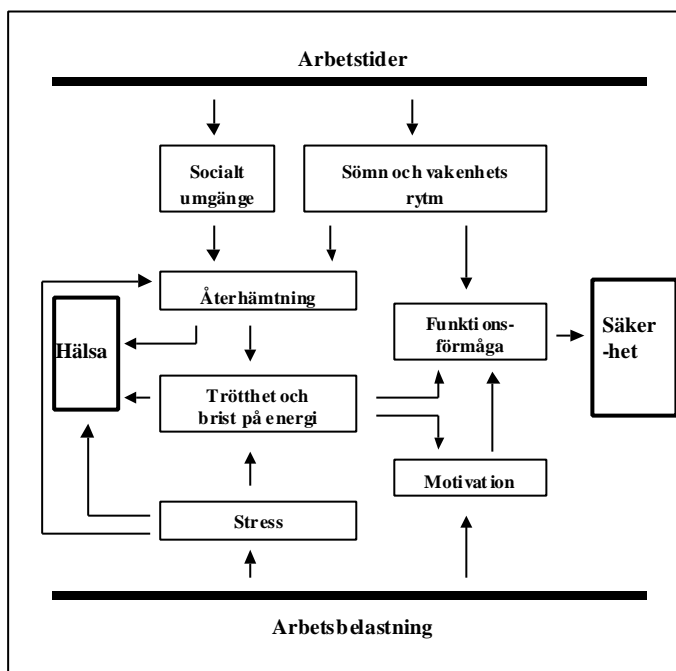 Arbetstider
Socialt
umgänge
Sömn och vakenhets
rytm
Återhämtning
Hälsa
Funktions-
förmåga
Säker
-het
Trötthet och
brist på energi
Motivation
Stress
Arbetsbelastning